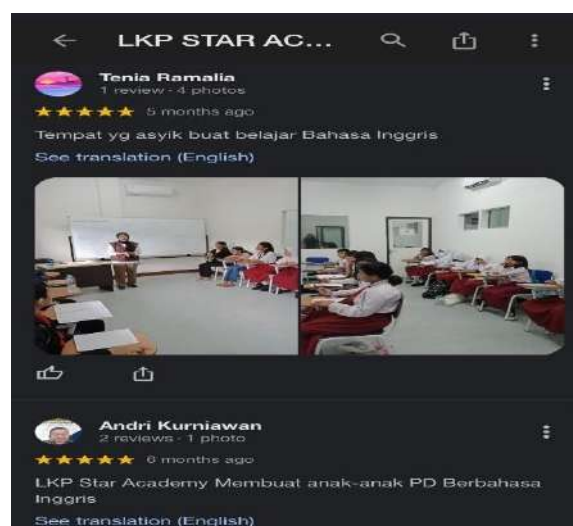 LKP STAR AC...
Tenia Ramalia
1 review · 4 photos
5 months ago
Tempat yg asyik buat belajar Bahasa Inggris
See translation (English)
Andri Kurniawan
2 reviews · 1 photo
6 months ago
LKP Star Academy Membuat anak-anak PD Berbahasa
Inggris
See translation (English)